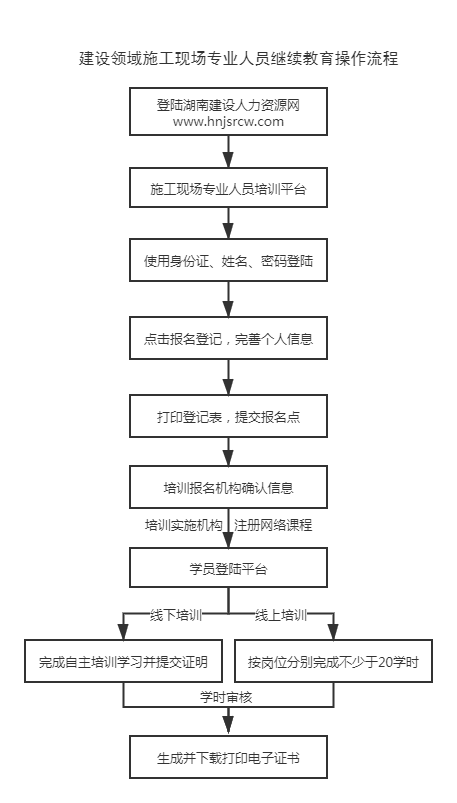 建设领域施工现场专业人员继续教育操作流程
登陆湖南建设人力资源网
www.hnjsrcw.com
施工现场专业人员培训平台
使用身份证、姓名、密码登陆
点击报名登记，完善个人信息
打印登记表，提交报名点
培训报名机构确认信息
培训实施机构 注册网络课程
学员登陆平台
线下培训 线上培训
完成自主培训学习并提交证明 按岗位分别完成不少于20学时
学时审核
生成并下载打印电子证书